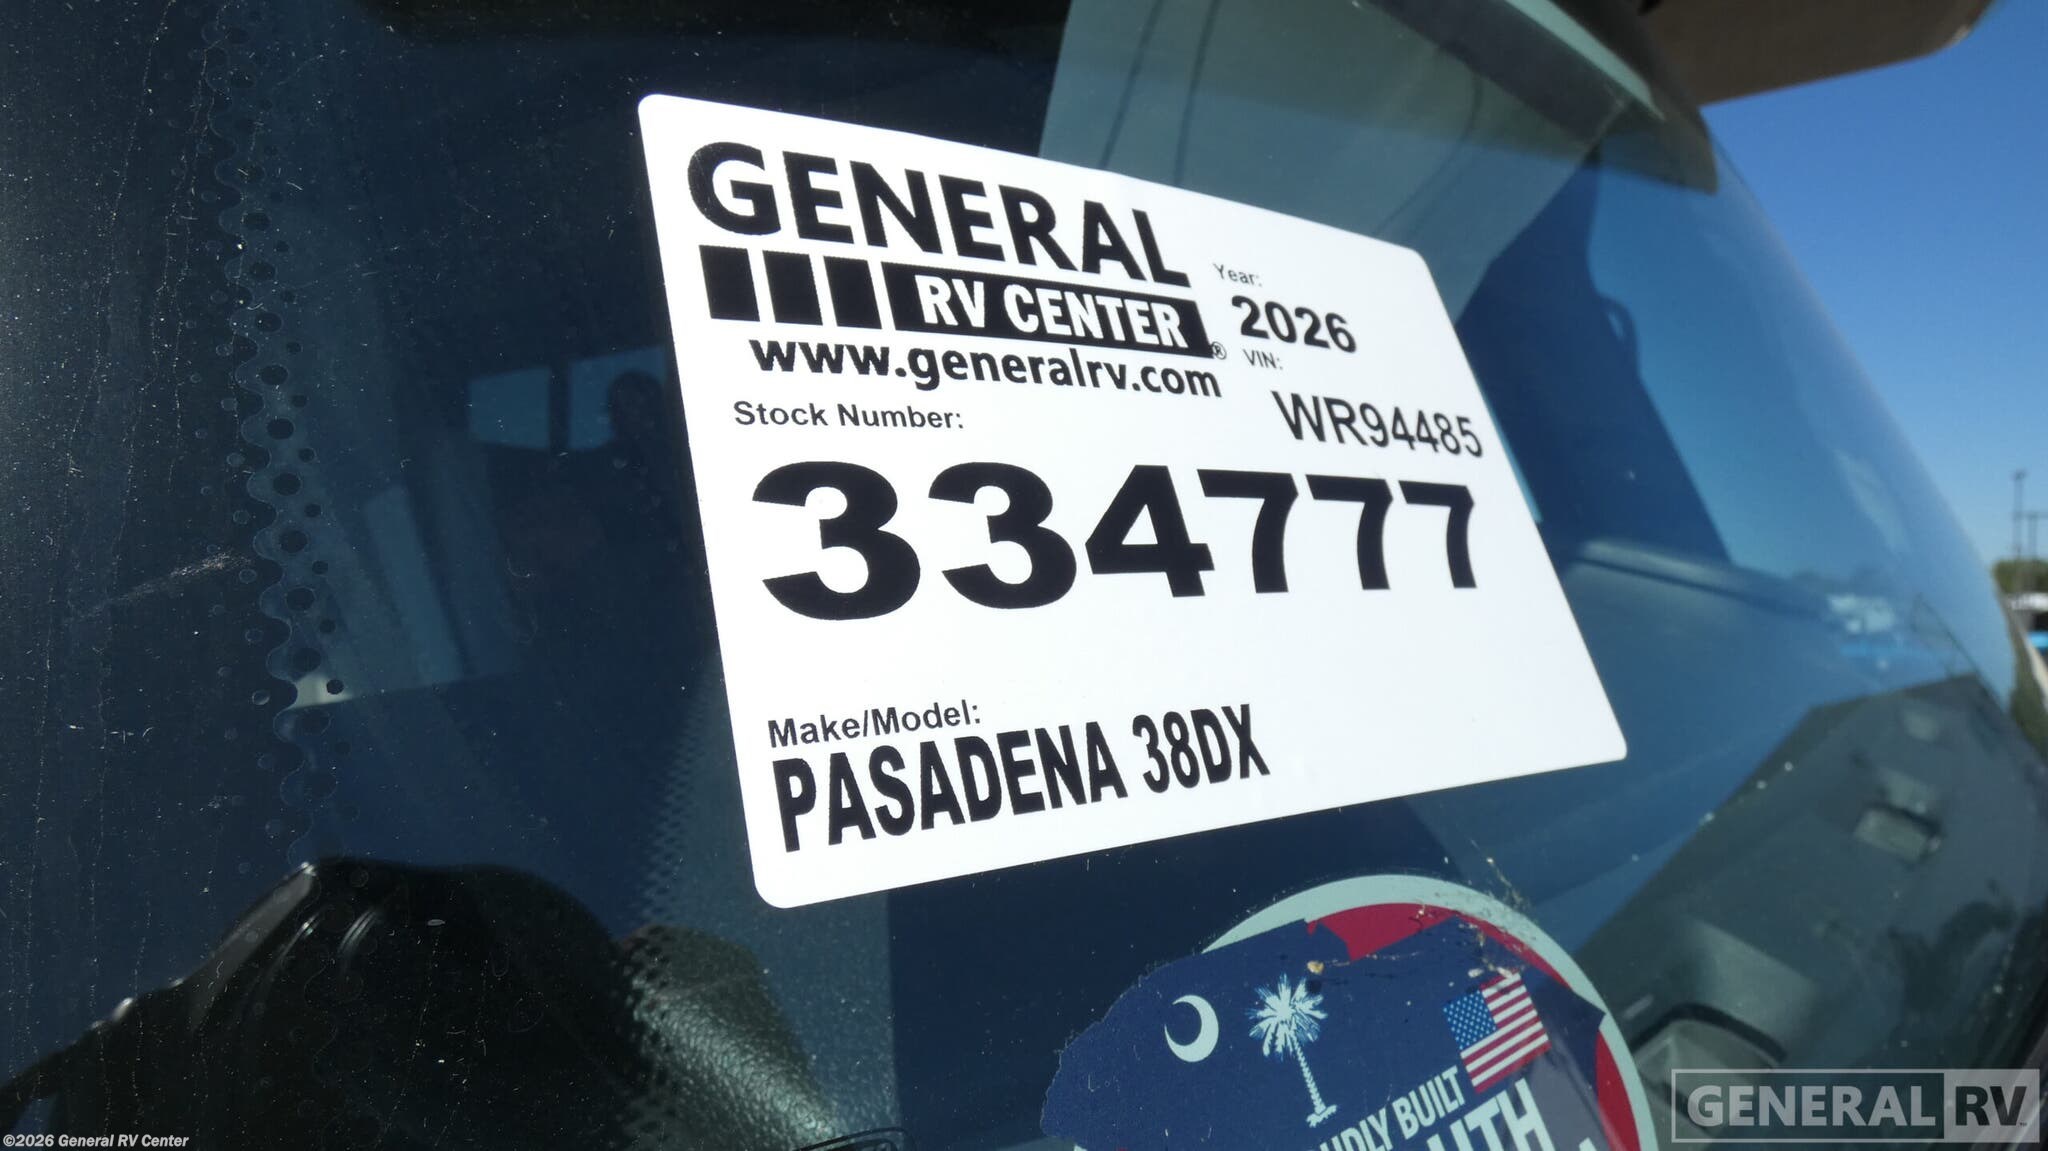 GENERAL
RV CENTER®
www.generalrv.com
Year:
2026
VIN:
WR94485
Stock Number:
334777
Make/Model:
PASADENA 38DX
BUILT
GENERAL RV
©2026 General RV Center